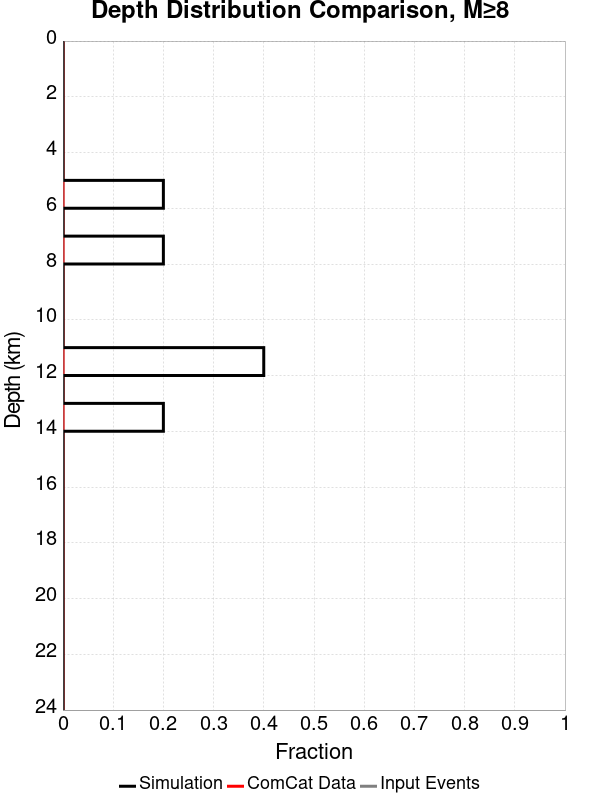 Depth Distribution Comparison, M≥8
0
2
4
6
8
10
12
14
16
18
20
22
24
Depth (km)
0 0.1 0.2 0.3 0.4 0.5 0.6 0.7 0.8 0.9 1
Fraction
Simulation ComCat Data Input Events